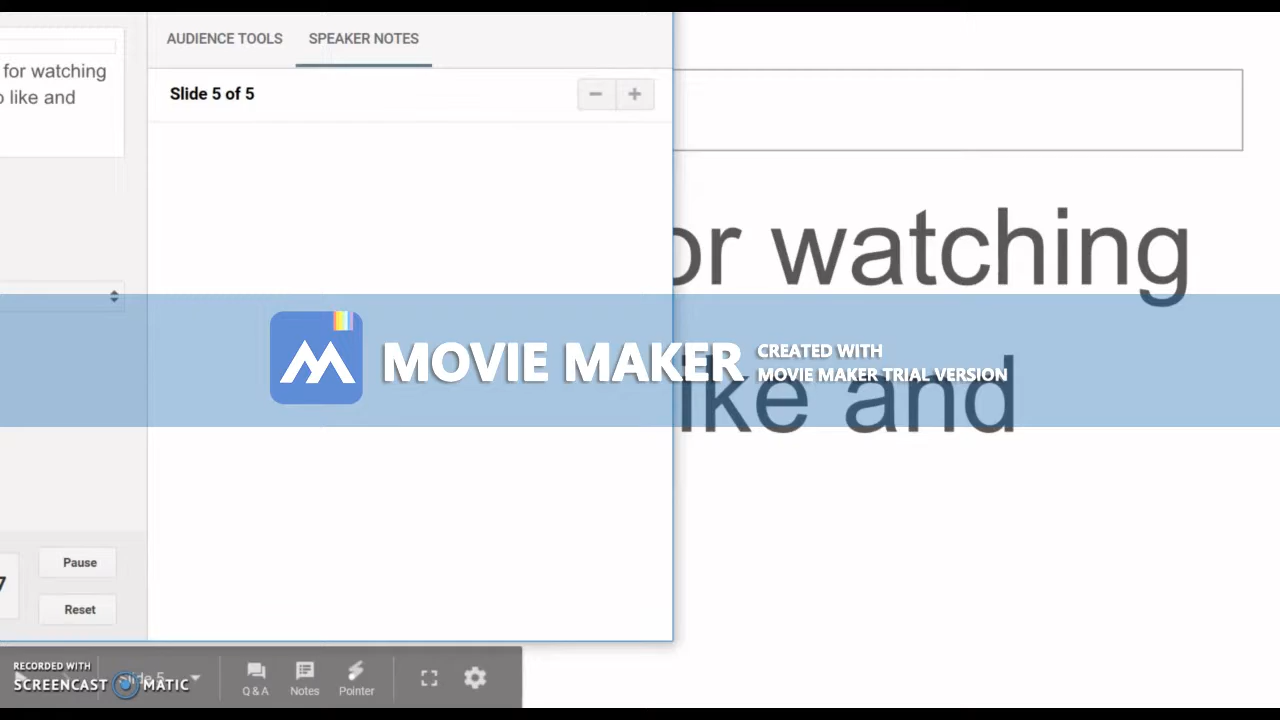 AUDIENCE TOOLS SPEAKER NOTES
for watching
like and
Slide 5 of 5
or watching
MOVIE MAKER
CREATED WITH
MOVIE MAKER TRIAL VERSION
ike and
Pause
7
Reset
RECORDED WITH
SCREENCAST MATIC
Q & A Notes Pointer